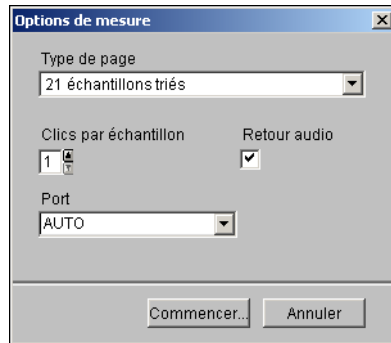 Options de mesure
Type de page
21 échantillons triés
Clics par échantillon Retour audio
1
Port
AUTO
Commencer... Annuler